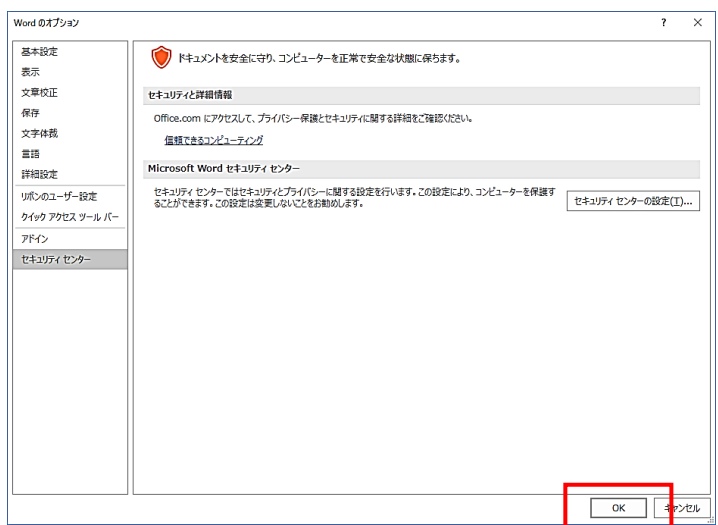 Word のオプション
? ×
基本設定
表示
文章校正
保存
文字体裁
言語
詳細設定
リボンのユーザー設定
クイック アクセス ツール バー
アドイン
セキュリティ センター
ドキュメントを安全に守り、コンピューターを正常で安全な状態に保ちます。
セキュリティと詳細情報
Office.com にアクセスして、プライバシー保護とセキュリティに関する詳細をご確認ください。
信頼できるコンピューティング
Microsoft Word セキュリティ センター
セキュリティ センターではセキュリティとプライバシーに関する設定を行います。この設定により、コンピューターを保護す
ることができます。この設定は変更しないことをお勧めします。
セキュリティ センターの設定(T)...
OK
キャンセル